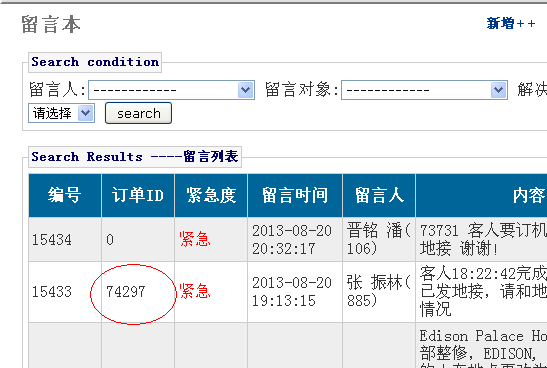 留言本
新增++
Search condition
留言人: ------------ 留言对象: ------------ 解决
请选择 search
Search Results ----留言列表
编号 订单ID 紧急度 留言时间 留言人 内容
15434 0 紧急 2013-08-20
20:32:17 晋铭 潘(
106) 73731 客人要订机
地接 谢谢!
15433 74297 紧急 2013-08-20
19:13:15 张 振林(
885) 客人18:22:42完成
已发地接，请和地
情况
Edison Palace Ho
部整修，EDISON,